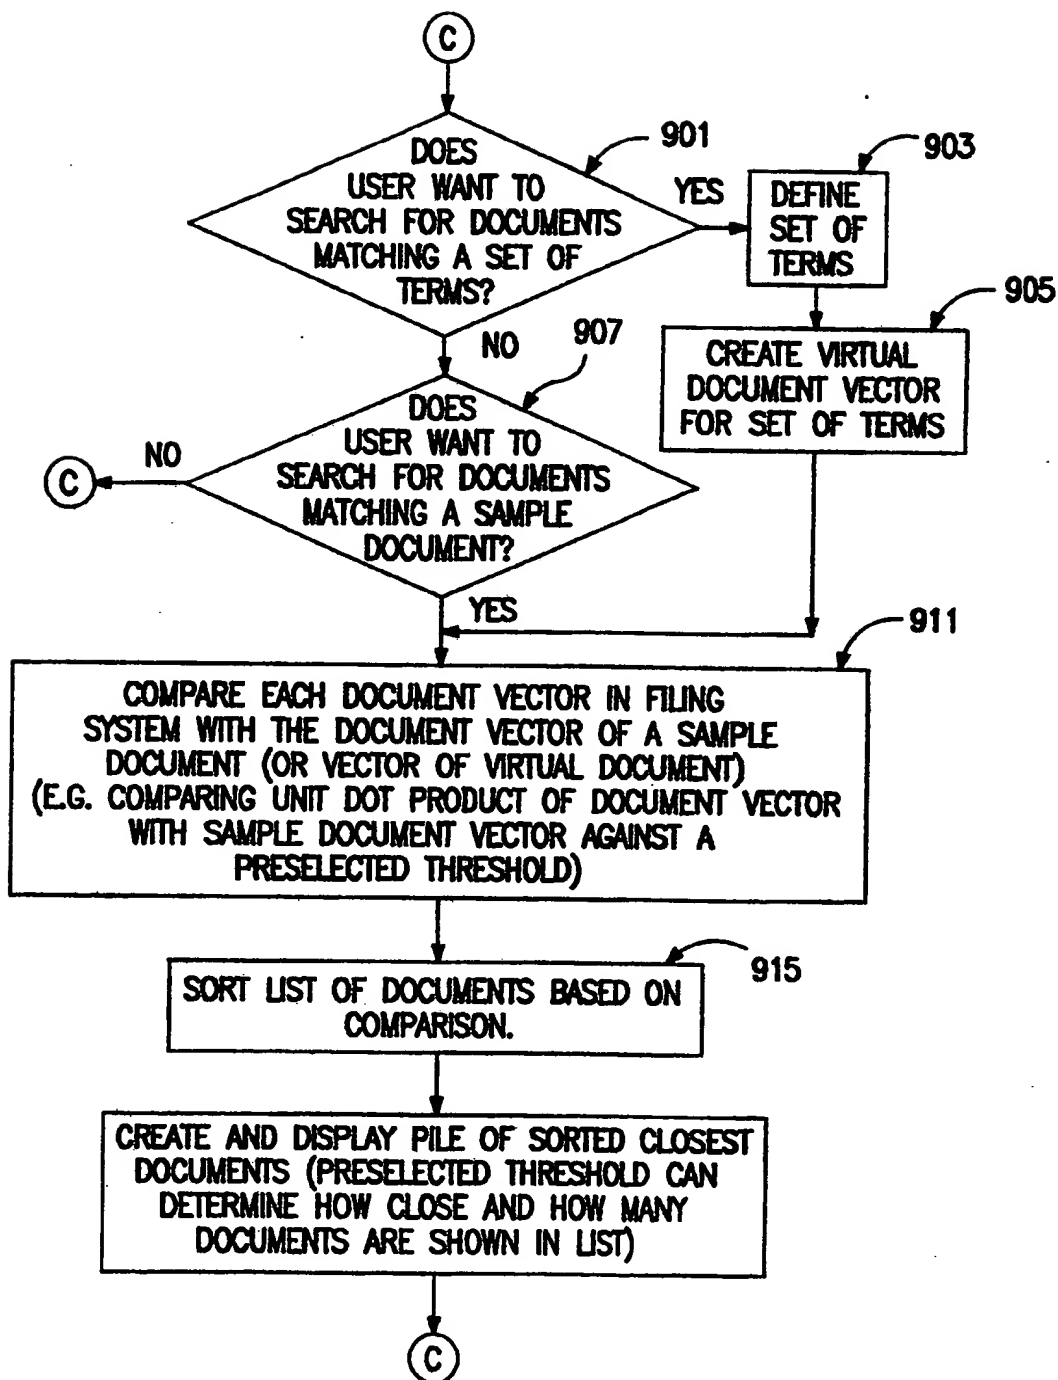 C
901
DOES
USER WANT TO
SEARCH FOR DOCUMENTS
MATCHING A SET OF
TERMS?
YES
903
DEFINE
SET OF
TERMS
905
CREATE VIRTUAL
DOCUMENT VECTOR
FOR SET OF TERMS
NO
907
DOES
USER WANT TO
SEARCH FOR DOCUMENTS
MATCHING A SAMPLE
DOCUMENT?
NO
C
YES
911
COMPARE EACH DOCUMENT VECTOR IN FILING
SYSTEM WITH THE DOCUMENT VECTOR OF A SAMPLE
DOCUMENT (OR VECTOR OF VIRTUAL DOCUMENT)
(E.G. COMPARING UNIT DOT PRODUCT OF DOCUMENT VECTOR
WITH SAMPLE DOCUMENT VECTOR AGAINST A
PRESELECTED THRESHOLD)
915
SORT LIST OF DOCUMENTS BASED ON
COMPARISON.
CREATE AND DISPLAY PILE OF SORTED CLOSEST
DOCUMENTS (PRESELECTED THRESHOLD CAN
DETERMINE HOW CLOSE AND HOW MANY
DOCUMENTS ARE SHOWN IN LIST)
C